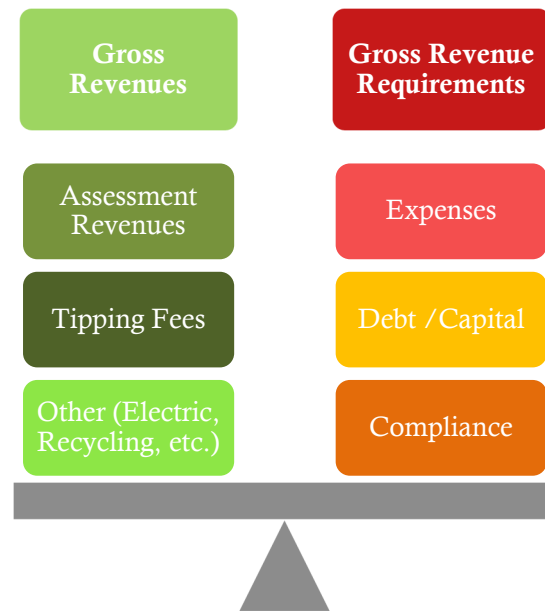 Gross
Revenues
Gross Revenue
Requirements
Assessment
Revenues
Expenses
Tipping Fees
Debt /Capital
Other (Electric,
Recycling, etc.)
Compliance